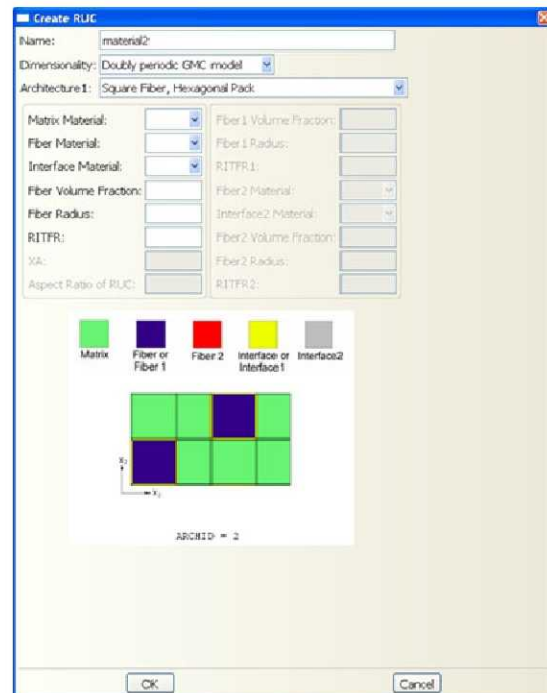 Create RUC
Name: material2
Dimensionality: Doubly periodic GMC model
Architecture1: Square Fiber, Hexagonal Pack
Matrix Material:
Fiber Material:
Interface Material:
Fiber Volume Fraction:
Fiber Radius:
RITFR:
XA:
Aspect Ratio of RUC:
Fiber1 Volume Fraction:
Fiber1 Radius:
RITFR1:
Fiber2 Material:
Interface2 Material:
Fiber2 Volume Fraction:
Fiber2 Radius:
RITFR2:
Matrix
Fiber or
Fiber 1
Fiber 2
Interface or
Interface1
Interface2
ARCHID = 2
OK
Cancel